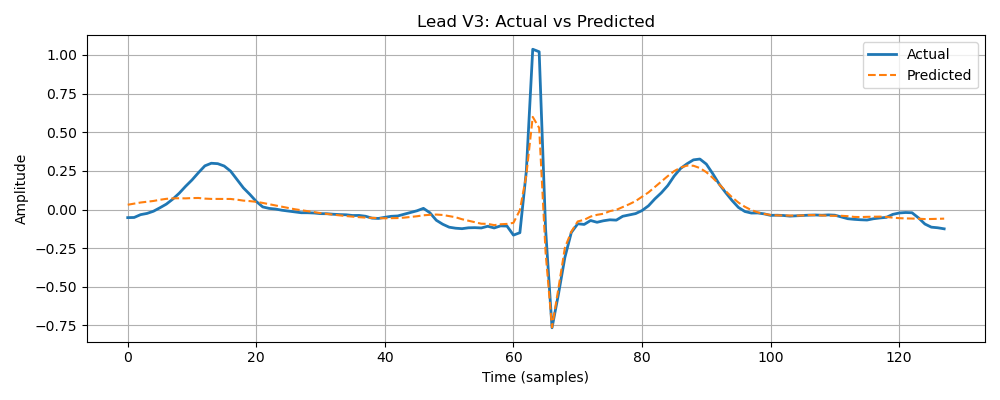 Lead V3: Actual vs Predicted
Actual
Predicted
Amplitude
1.00
0.75
0.50
0.25
0.00
−0.25
−0.50
−0.75
0 20 40 60 80 100 120
Time (samples)